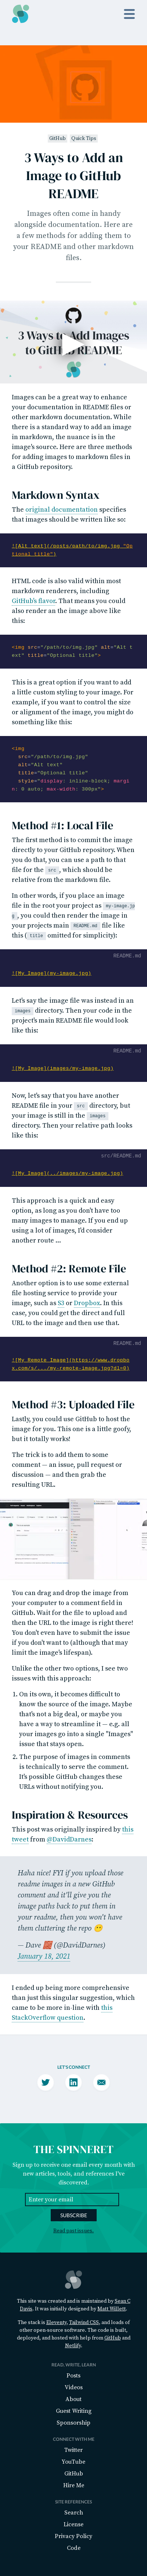 GitHub Quick Tips
3 Ways to Add an
Image to GitHub
README
Images often come in handy
alongside documentation. Here are
a few methods for adding them to
your README and other markdown
files.
3 Ways to Add Images
to GitHub README
Images can be a great way to enhance
your documentation in README files or
other markdown documentation. While
there is a standard way to add an image
in markdown, the nuance is in the
image's source. Here are three methods
for adding images to markdown files in
a GitHub repository.
Markdown Syntax
The original documentation specifies
that images should be written like so:
![Alt text](/posts/path/to/img.jpg "Op
tional title")
HTML code is also valid within most
markdown renderers, including
GitHub's flavor. That means you could
also render an image like the above like
this:
<img src="/path/to/img.jpg" alt="Alt t
ext" title="Optional title">
This is a great option if you want to add
a little custom styling to your image. For
example, if you wanted to control the size
or alignment of the image, you might do
something like this:
<img
src="/path/to/img.jpg"
alt="Alt text"
title="Optional title"
style="display: inline-block; margi
n: 0 auto; max-width: 300px">
Method #1: Local File
The first method is to commit the image
directly to your GitHub repository. When
you do that, you can use a path to that
file for the src, which should be
relative from the markdown file.
In other words, if you place an image
file in the root your project as my-image.jp
g, you could then render the image in
your projects main README.md file like
this (title omitted for simplicity):
README.md
![My Image](my-image.jpg)
Let's say the image file was instead in an
images directory. Then your code in the
project's main README file would look
like this:
README.md
![My Image](images/my-image.jpg)
Now, let's say that you have another
README file in your src directory, but
your image is still in the images
directory. Then your relative path looks
like this:
src/README.md
![My Image](../images/my-image.jpg)
This approach is a quick and easy
option, as long as you don't have too
many images to manage. If you end up
using a lot of images, I'd consider
another route ...
Method #2: Remote File
Another option is to use some external
file hosting service to provide your
image, such as S3 or Dropbox. In this
case, you could get the direct and full
URL to the image and then use that.
README.md
![My Remote Image](https://www.dropbo
x.com/s/.../my-remote-image.jpg?dl=0)
Method #3: Uploaded File
Lastly, you could use GitHub to host the
image for you. This one is a little goofy,
but it totally works!
The trick is to add them to some
comment — an issue, pull request or
discussion — and then grab the
resulting URL.
You can drag and drop the image from
your computer to a comment field in
GitHub. Wait for the file to upload and
then the URL to the image is right there!
You don't even have to submit the issue
if you don't want to (although that may
limit the image's lifespan).
Unlike the other two options, I see two
issues with this approach:
1. On its own, it becomes difficult to
know the source of the image. Maybe
that's not a big deal, or maybe you
have a way to streamline it — e.g. all
your images go into a single "Images"
issue that stays open.
2. The purpose of images in comments
is technically to serve the comment.
It's possible GitHub changes these
URLs without notifying you.
Inspiration & Resources
This was originally inspired by this
tweet from @DavidDarnes:
Haha nice! FYI if you upload those
readme images in a new GitHub
comment and it'll give you the
image paths back to put them in
your readme, then you won't have
them cluttering the repo 🙂
— Dave 🧱 (@DavidDarnes)
January 18, 2021
I ended up being more comprehensive
than just this singular suggestion, which
came to be more in-line with this
StackOverflow question.
LET'S CONNECT
THE SPINNERET
Sign up to receive one email every month with
new articles, tools, and references I've
discovered.
Enter your email
SUBSCRIBE
Read past issues.
This site was created and is maintained by Sean C
Davis. It was initially designed by Matt Willett.
The stack is Eleventy, Tailwind CSS, and loads of
other open-source software. The code is built,
deployed, and hosted with help from GitHub and
Netlify.
READ, WRITE, LEARN
Posts
Videos
About
Guest Writing
Sponsorship
CONNECT WITH ME
Twitter
YouTube
GitHub
Hire Me
SITE REFERENCES
Search
License
Privacy Policy
Code